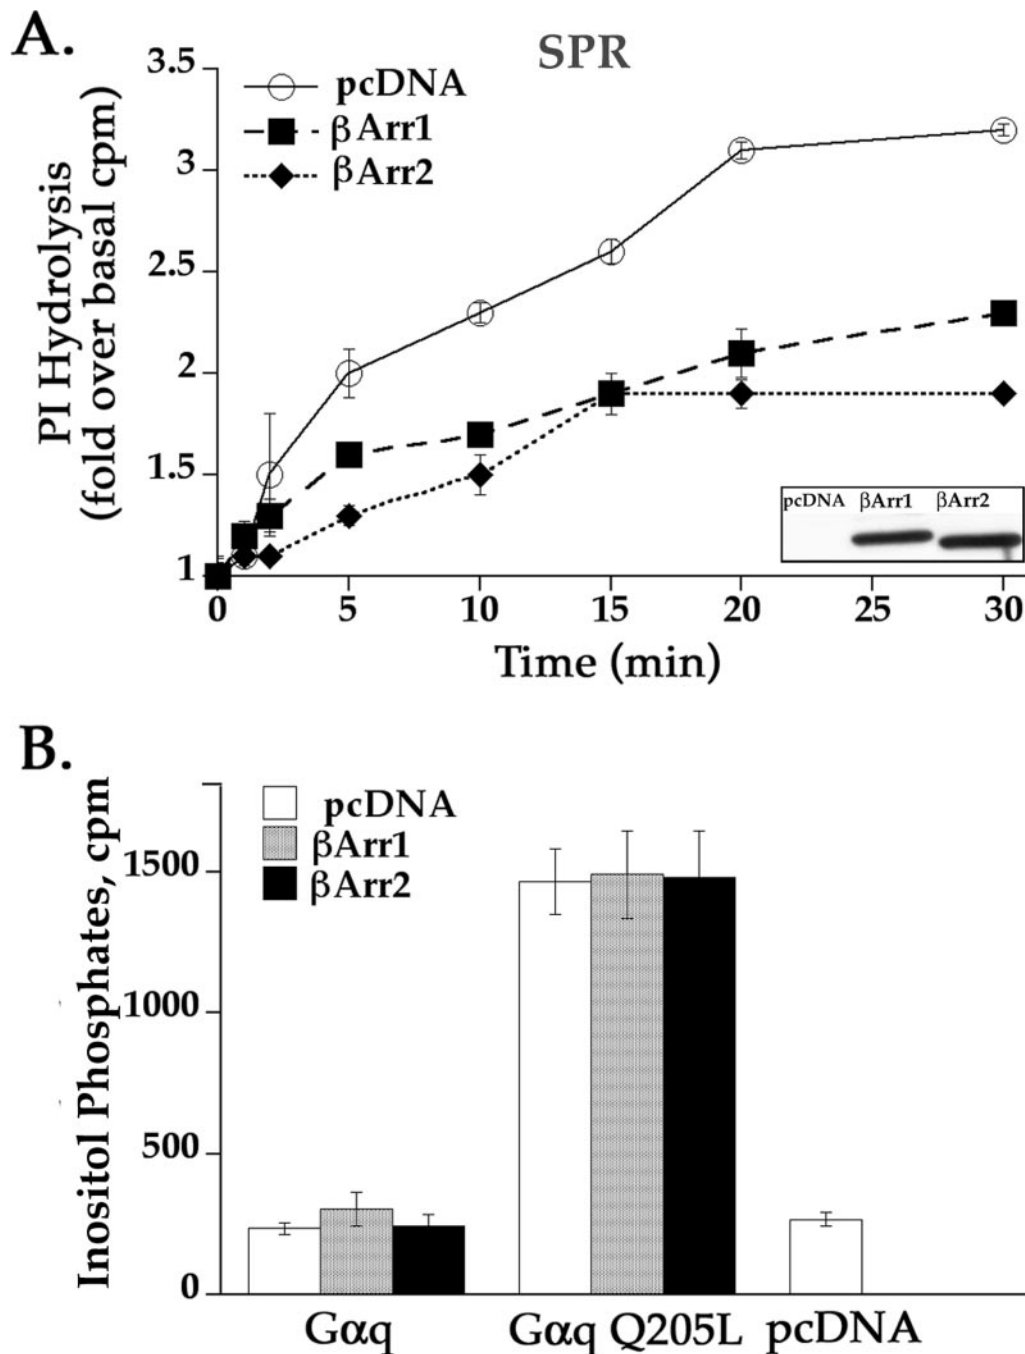 A.
SPR
PI Hydrolysis
(fold over basal cpm)
3.5
3
2.5
2
1.5
1
pcDNA
βArr1
βArr2
pcDNA βArr1 βArr2
0 5 10 15 20 25 30
Time (min)
B.
Inositol Phosphates, cpm
1500
1000
500
0
pcDNA
βArr1
βArr2
Gαq Gαq Q205L pcDNA